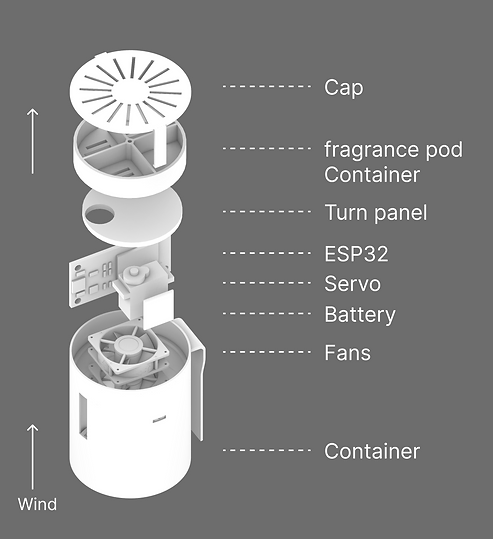 Cap
fragrance pod
Container
Turn panel
ESP32
Servo
Battery
Fans
Container
Wind